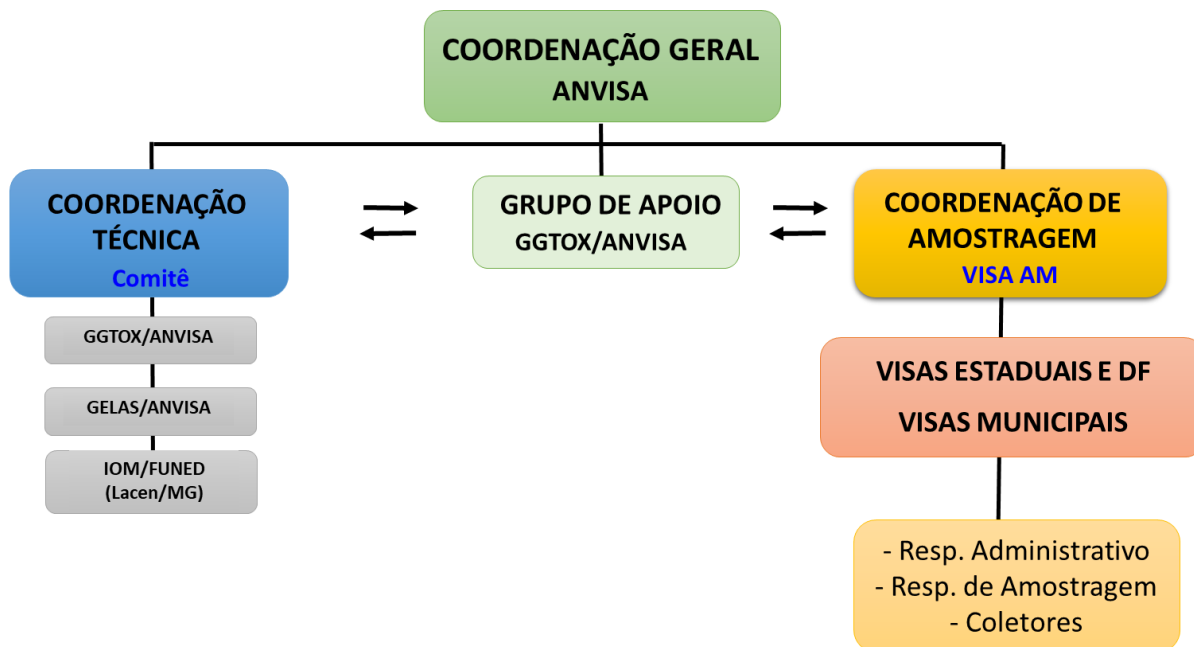 COORDENAÇÃO GERAL
ANVISA
COORDENAÇÃO
TÉCNICA
Comitê
GRUPO DE APOIO
GGTOX/ANVISA
COORDENAÇÃO DE
AMOSTRAGEM
VISA AM
GGTOX/ANVISA
GELAS/ANVISA
IOM/FUNED
(Lacen/MG)
VISAS ESTADUAIS E DF
VISAS MUNICIPAIS
- Resp. Administrativo
- Resp. de Amostragem
- Coletores